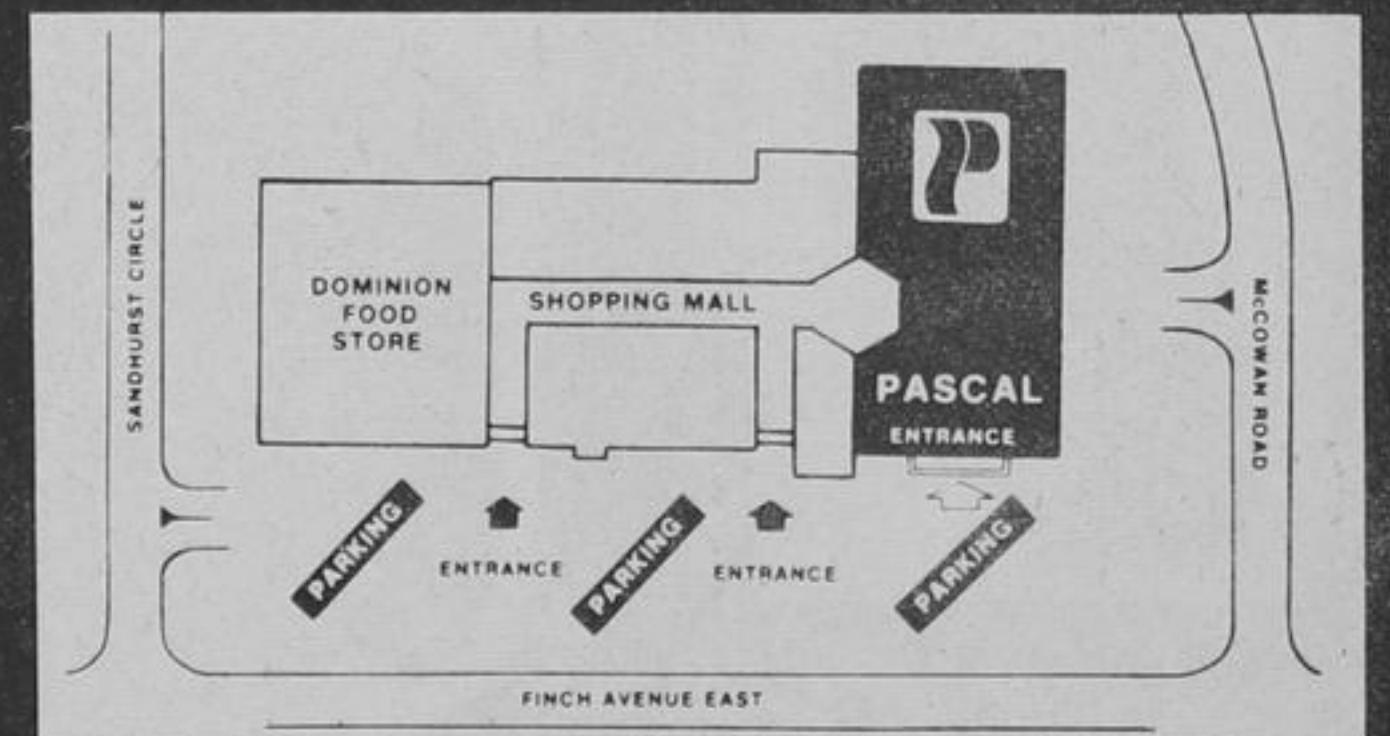 SANDHURST CIRCLE
DOMINION
FOOD
STORE
SHOPPING MALL
P
PASCAL
ENTRANCE
McCOWAN ROAD
PARKING
ENTRANCE
PARKING
ENTRANCE
PARKING
FINCH AVENUE EAST